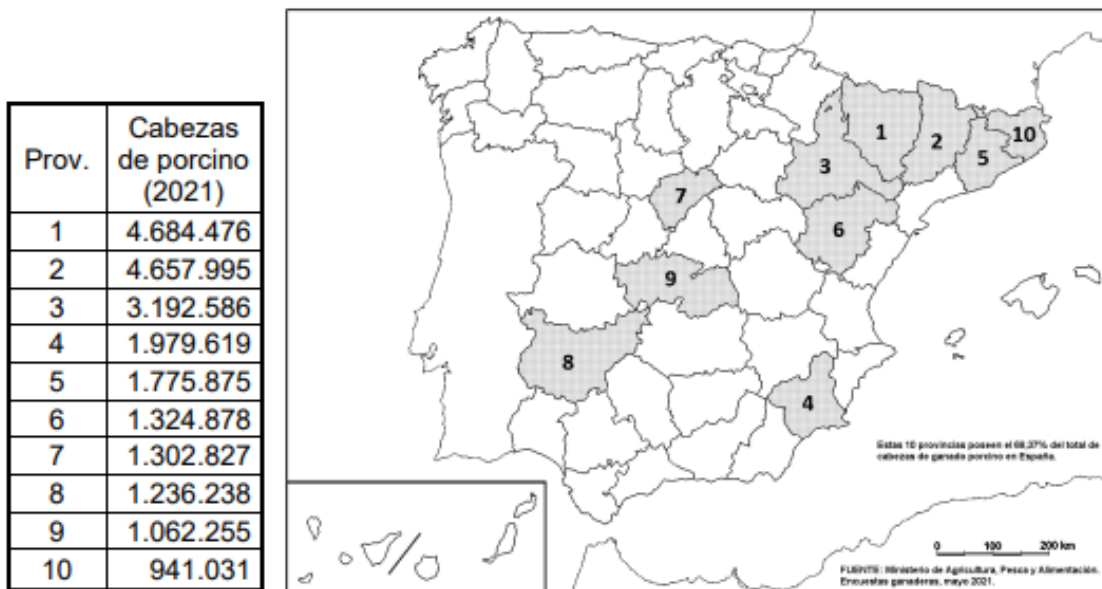 Prov.
Cabezas
de porcino
(2021)
1 4.684.476
2 4.657.995
3 3.192.586
4 1.979.619
5 1.775.875
6 1.324.878
7 1.302.827
8 1.236.238
9 1.062.255
10 941.031
1
2
10
3
5
7
6
9
8
4
Estas 10 provincias poseen el 68,27% del total de
cabezas de ganado porcino en España.
0 100 200 km
FUENTE: Ministerio de Agricultura, Pesca y Alimentación.
Encuestas ganaderas, mayo 2021.